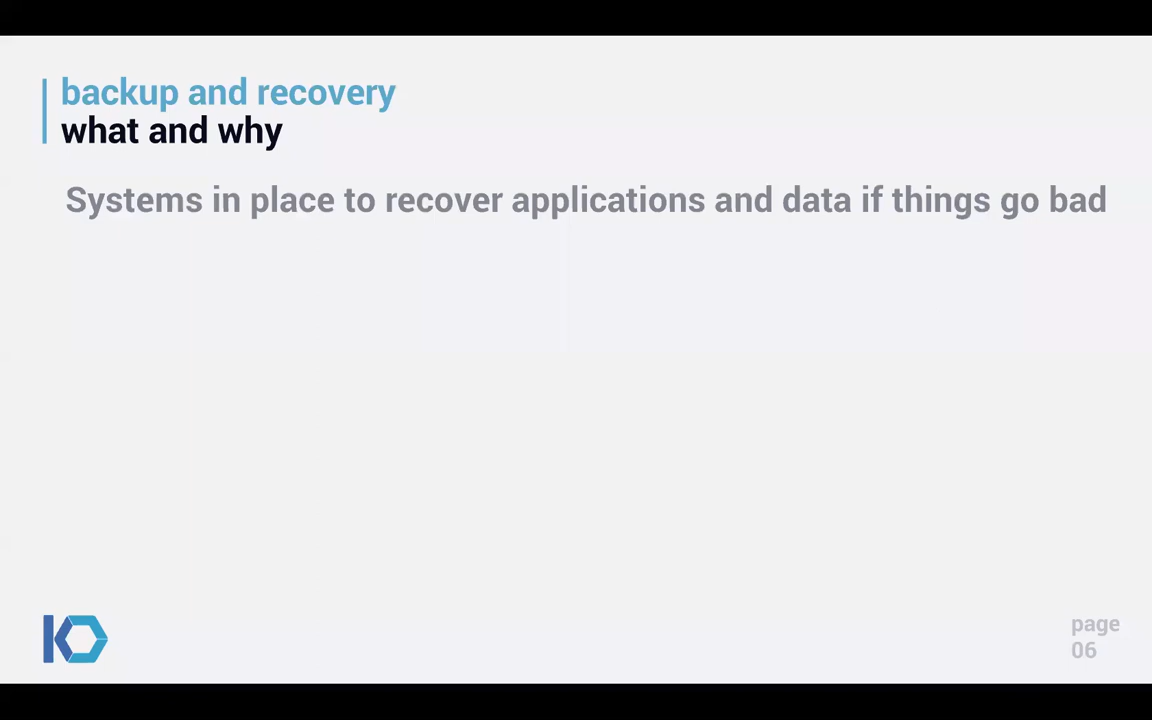 backup and recovery
what and why
Systems in place to recover applications and data if things go bad
page
06